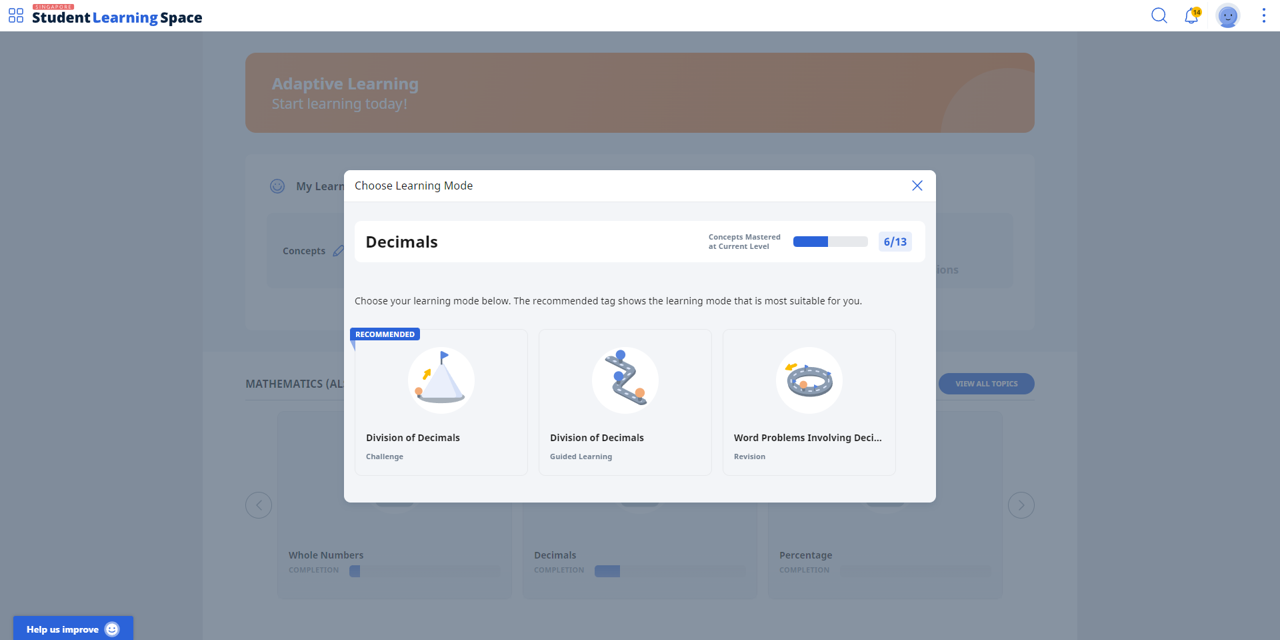 SINGAPORE
Student Learning Space
14
Adaptive Learning
Start learning today!
My Learn
Concepts
ions
Choose Learning Mode
Decimals
Concepts Mastered
at Current Level
6/13
Choose your learning mode below. The recommended tag shows the learning mode that is most suitable for you.
RECOMMENDED
Division of Decimals
Challenge
Division of Decimals
Guided Learning
Word Problems Involving Deci...
Revision
MATHEMATICS (AL
VIEW ALL TOPICS
Whole Numbers
COMPLETION
Decimals
COMPLETION
Percentage
COMPLETION
Help us improve